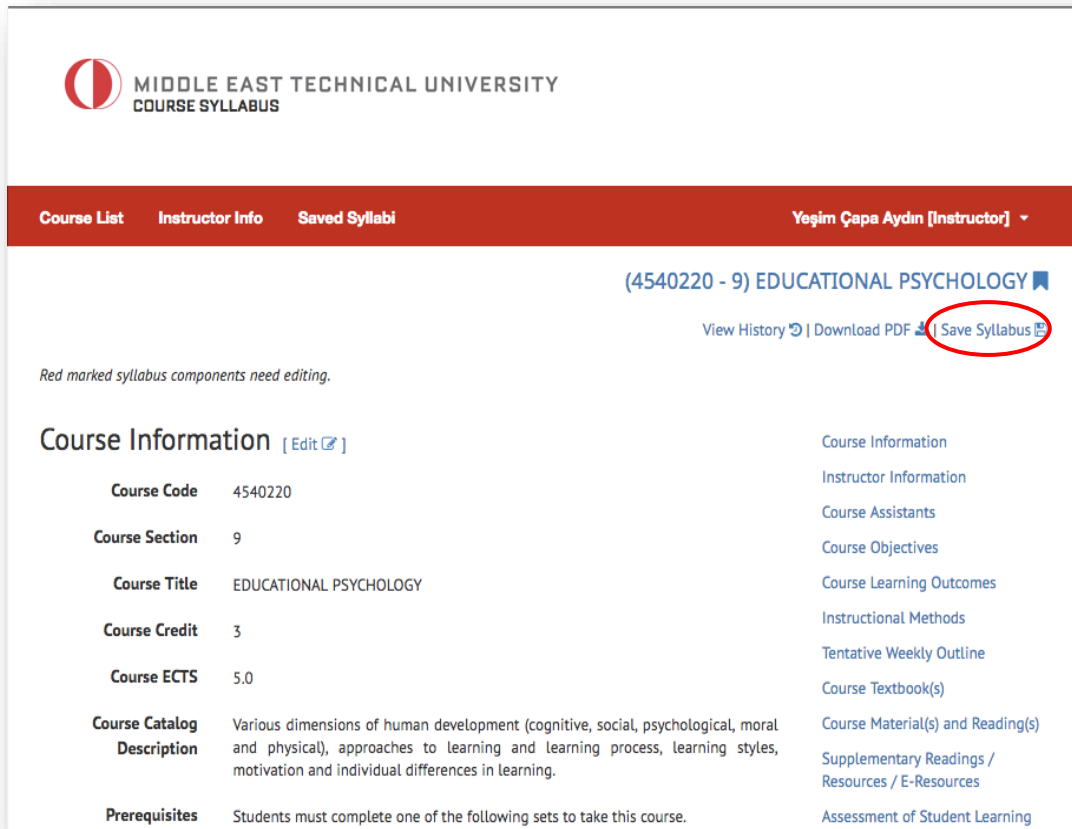 MIDDLE EAST TECHNICAL UNIVERSITY
COURSE SYLLABUS
Course List Instructor Info Saved Syllabi Yeşim Çapa Aydın [Instructor]
(4540220 - 9) EDUCATIONAL PSYCHOLOGY
View History | Download PDF | Save Syllabus
Red marked syllabus components need editing.
Course Information [ Edit ]
Course Code 4540220
Course Section 9
Course Title EDUCATIONAL PSYCHOLOGY
Course Credit 3
Course ECTS 5.0
Course Catalog Description
Various dimensions of human development (cognitive, social, psychological, moral
and physical), approaches to learning and learning process, learning styles,
motivation and individual differences in learning.
Prerequisites Students must complete one of the following sets to take this course.
Course Information
Instructor Information
Course Assistants
Course Objectives
Course Learning Outcomes
Instructional Methods
Tentative Weekly Outline
Course Textbook(s)
Course Material(s) and Reading(s)
Supplementary Readings /
Resources / E-Resources
Assessment of Student Learning